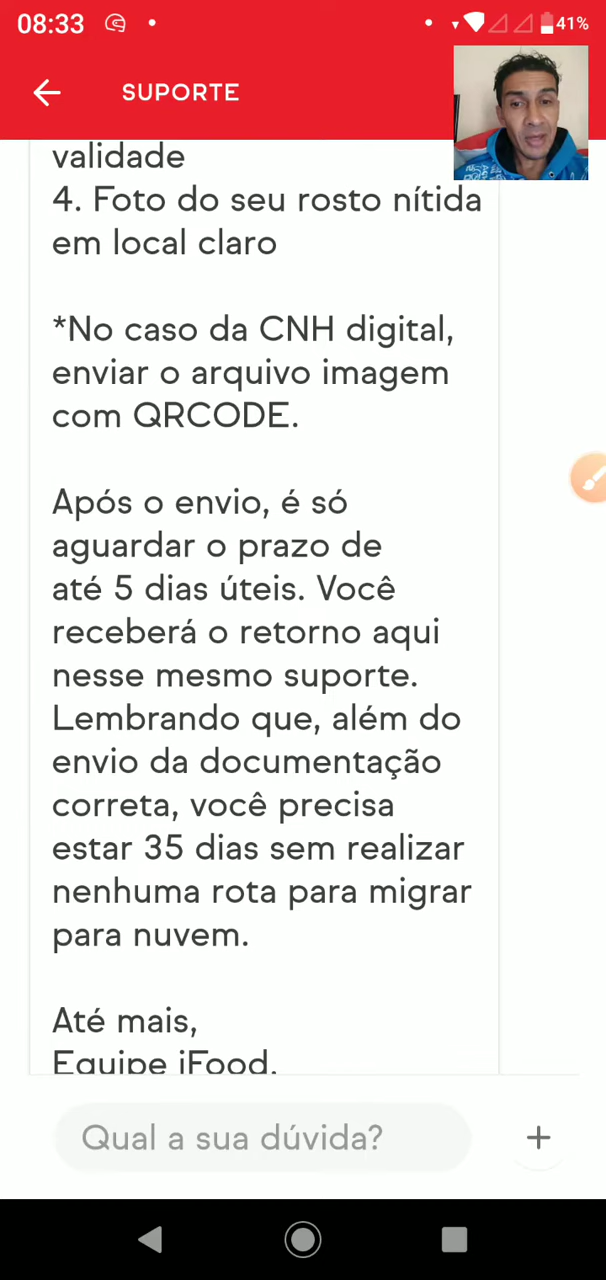 08:33
41%
SUPORTE
validade
4. Foto do seu rosto nítida
em local claro
*No caso da CNH digital,
enviar o arquivo imagem
com QRCODE.
Após o envio, é só
aguardar o prazo de
até 5 dias úteis. Você
receberá o retorno aqui
nesse mesmo suporte.
Lembrando que, além do
envio da documentação
correta, você precisa
estar 35 dias sem realizar
nenhuma rota para migrar
para nuvem.
Até mais,
Equipe iFood.
Qual a sua dúvida?